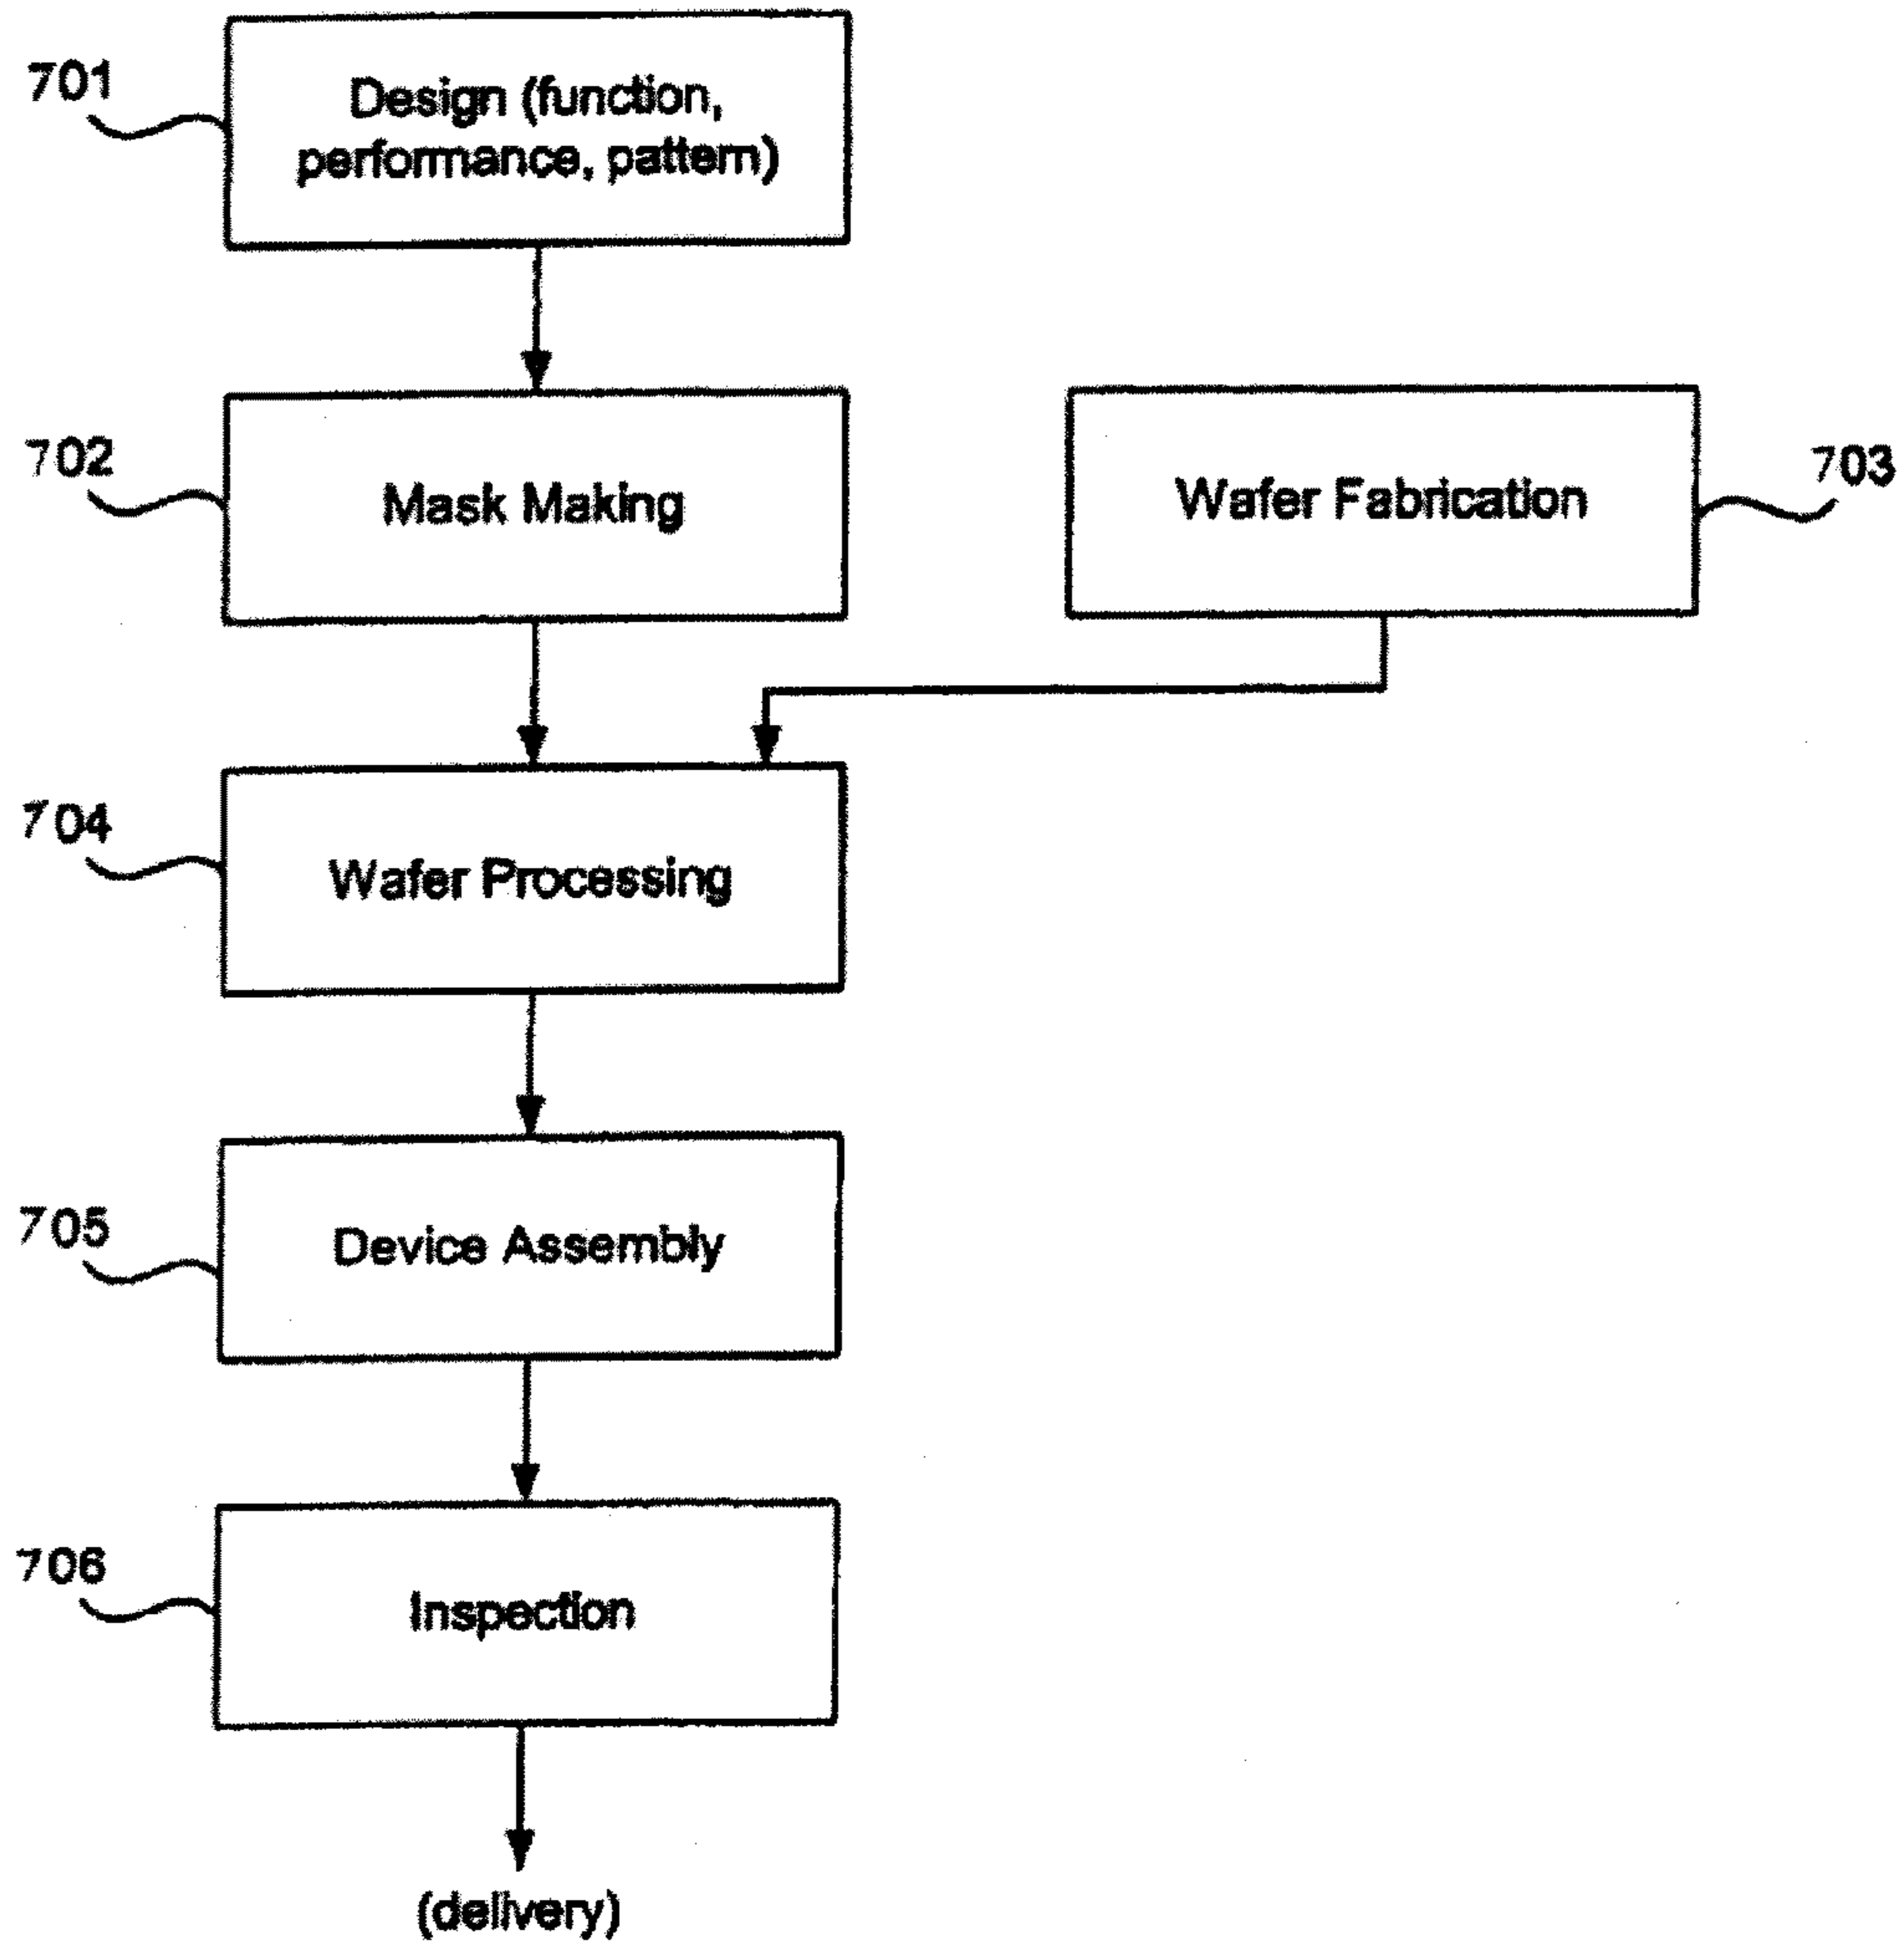 701
Design (function,
performance, pattern)
702
Mask Making
Wafer Fabrication
703
704
Wafer Processing
705
Device Assembly
706
Inspection
(delivery)